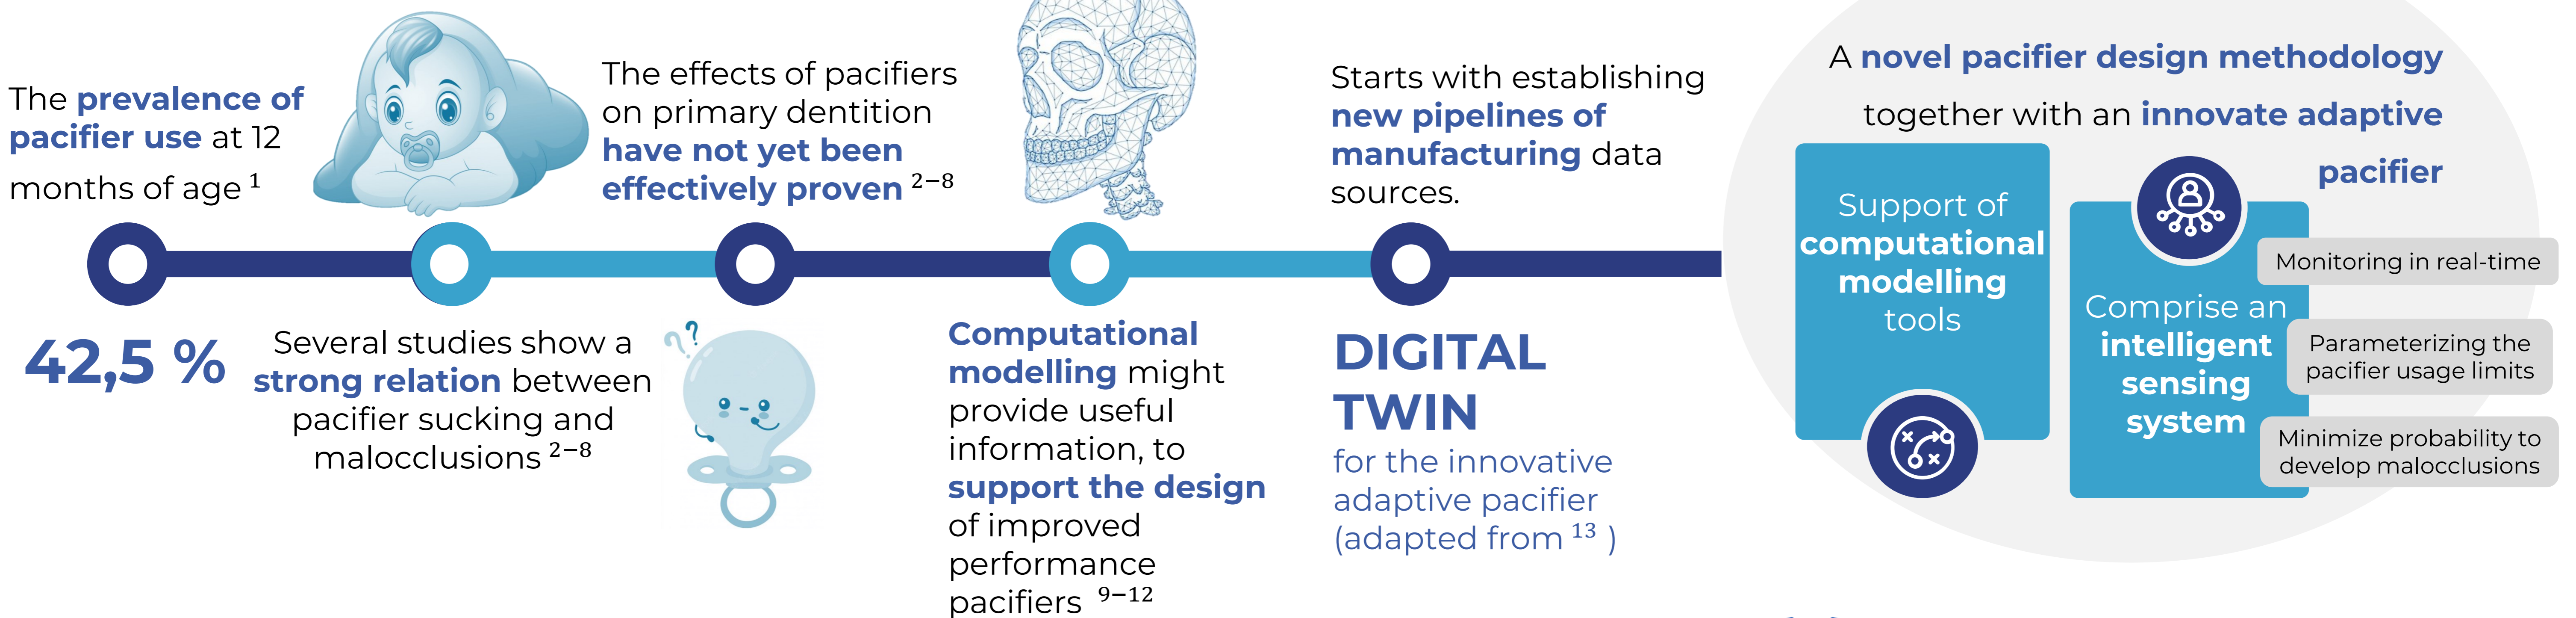 The prevalence of
pacifier use at 12
months of age 1
42,5 %
Several studies show a
strong relation between
pacifier sucking and
malocclusions 2–8
The effects of pacifiers
on primary dentition
have not yet been
effectively proven 2–8
? ?
Computational
modelling might
provide useful
information, to
support the design
of improved
performance
pacifiers 9–12
Starts with establishing
new pipelines of
manufacturing data
sources.
DIGITAL
TWIN
for the innovative
adaptive pacifier
(adapted from 13 )
A novel pacifier design methodology
together with an innovate adaptive
pacifier
Support of
computational
modelling
tools
Comprise an
intelligent
sensing
system
Monitoring in real-time
Parameterizing the
pacifier usage limits
Minimize probability to
develop malocclusions